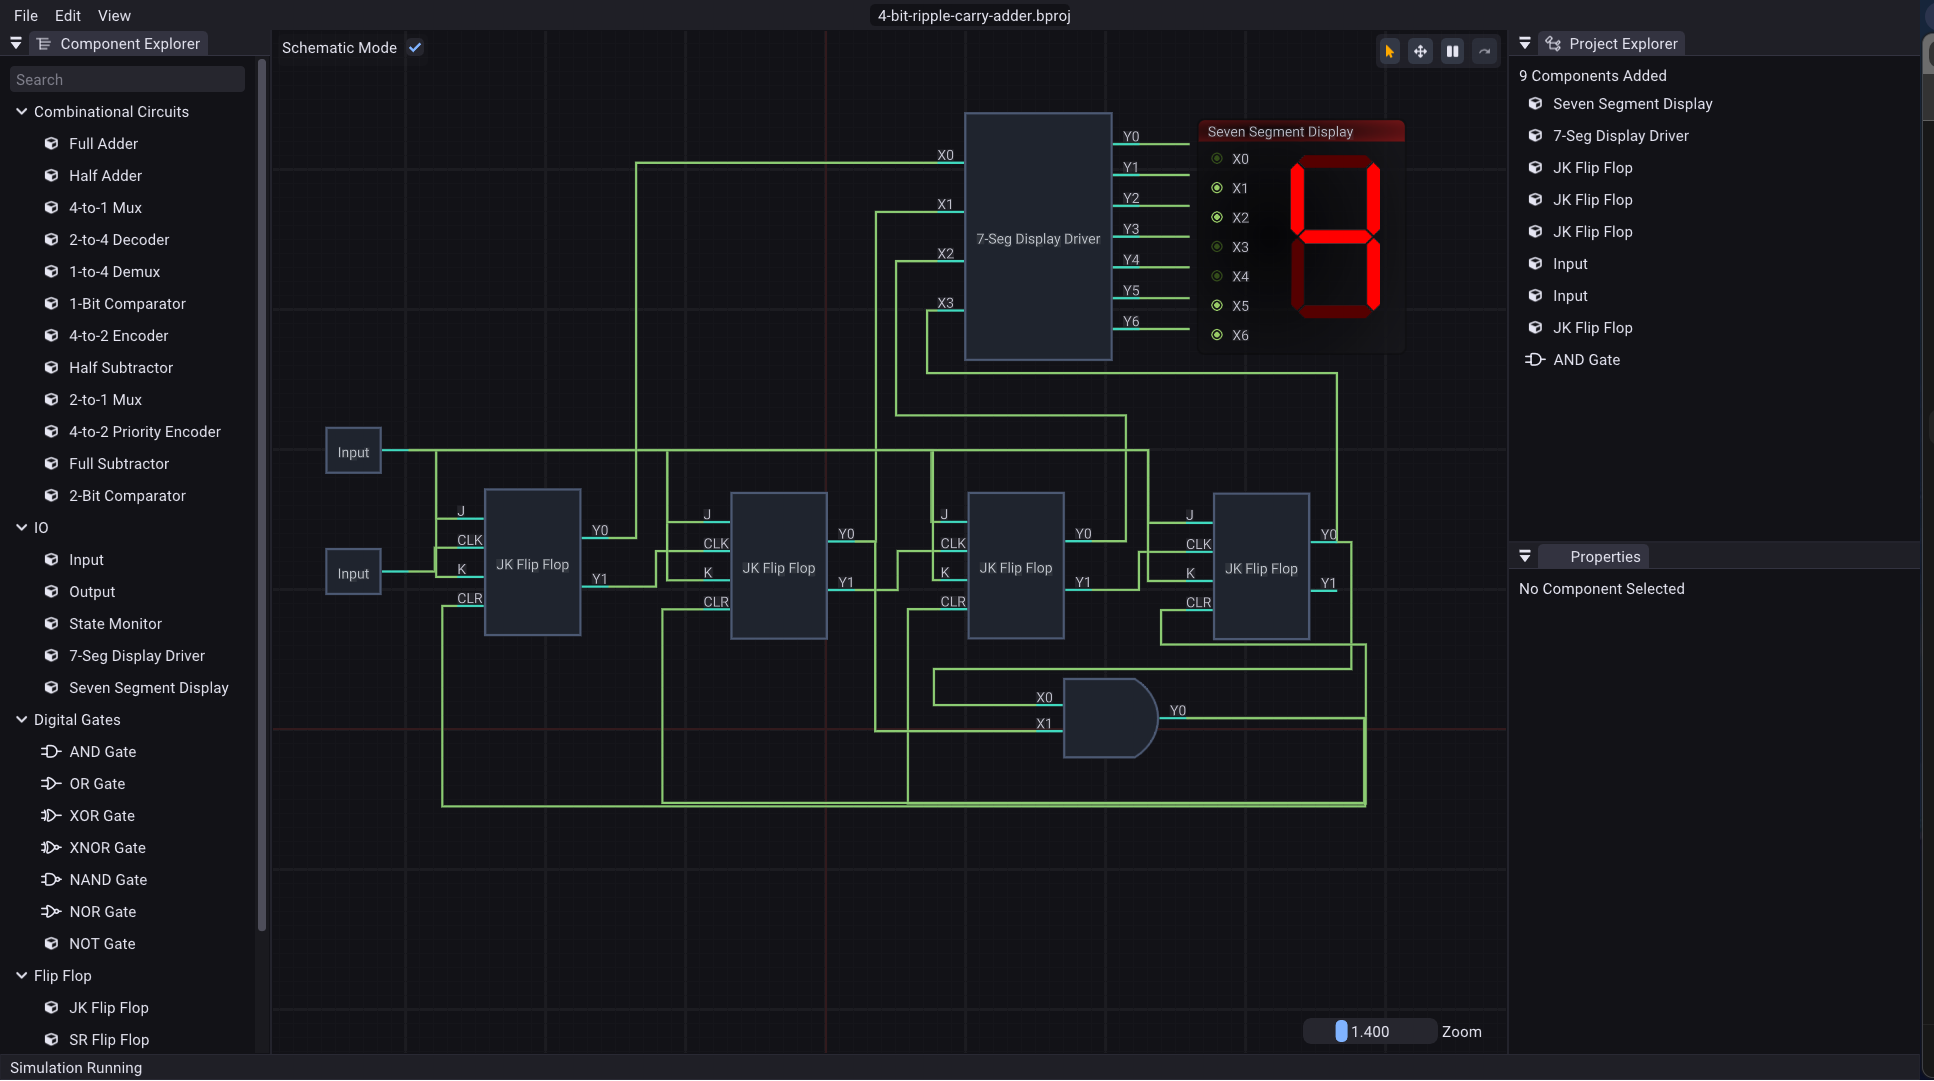 File Edit View
4-bit-ripple-carry-adder.bproj
Component Explorer
Search
Combinational Circuits
Full Adder
Half Adder
4-to-1 Mux
2-to-4 Decoder
1-to-4 Demux
1-Bit Comparator
4-to-2 Encoder
Half Subtractor
2-to-1 Mux
4-to-2 Priority Encoder
Full Subtractor
2-Bit Comparator
IO
Input
Output
State Monitor
7-Seg Display Driver
Seven Segment Display
Digital Gates
AND Gate
OR Gate
XOR Gate
XNOR Gate
NAND Gate
NOR Gate
NOT Gate
Flip Flop
JK Flip Flop
SR Flip Flop
Simulation Running
Schematic Mode
X0
X1
X2
X3
7-Seg Display Driver
Y0
Y1
Y2
Y3
Y4
Y5
Y6
Seven Segment Display
X0
X1
X2
X3
X4
X5
X6
9
Input
Input
J
CLK
K
CLR
JK Flip Flop
Y0
Y1
J
CLK
K
CLR
JK Flip Flop
Y0
Y1
J
CLK
K
CLR
JK Flip Flop
Y0
Y1
J
CLK
K
CLR
JK Flip Flop
Y0
Y1
X0
X1
Y0
1.400 Zoom
Project Explorer
9 Components Added
Seven Segment Display
7-Seg Display Driver
JK Flip Flop
JK Flip Flop
JK Flip Flop
Input
Input
JK Flip Flop
AND Gate
Properties
No Component Selected